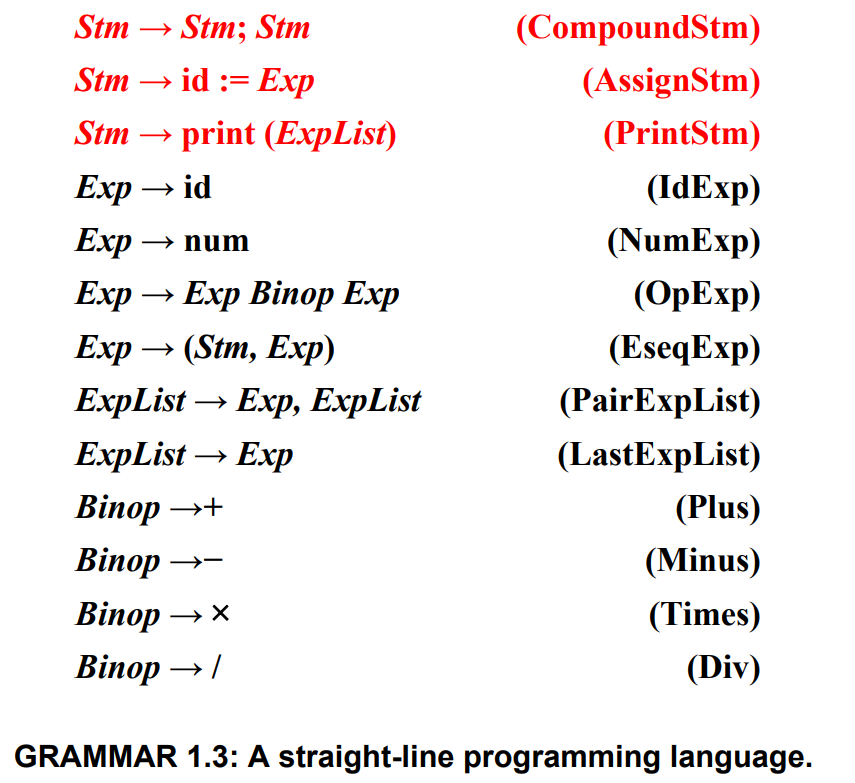 Stm → Stm; Stm (CompoundStm)
Stm → id := Exp (AssignStm)
Stm → print (ExpList) (PrintStm)
Exp → id (IdExp)
Exp → num (NumExp)
Exp → Exp Binop Exp (OpExp)
Exp → (Stm, Exp) (EseqExp)
ExpList → Exp, ExpList (PairExpList)
ExpList → Exp (LastExpList)
Binop →+ (Plus)
Binop →− (Minus)
Binop → × (Times)
Binop → / (Div)
GRAMMAR 1.3: A straight-line programming language.